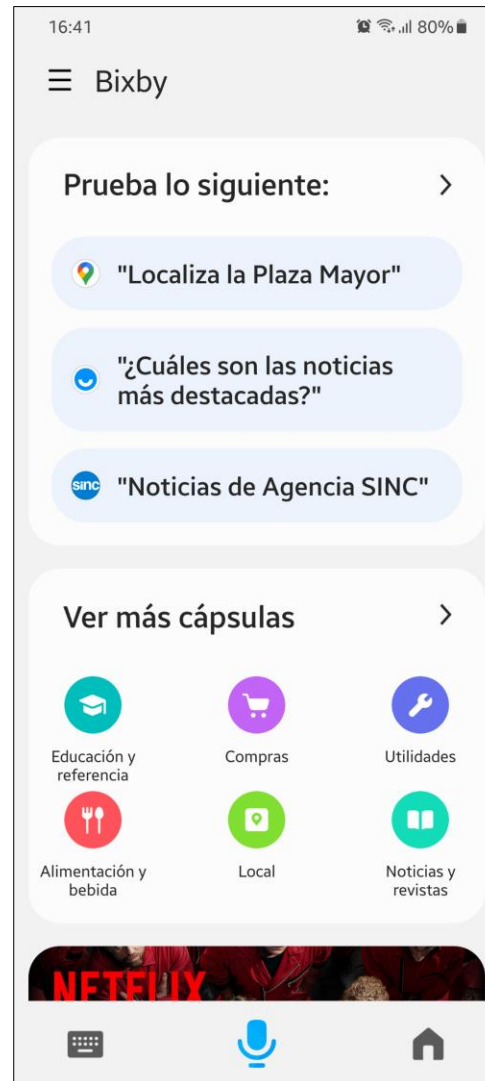 16:41
80%
Bixby
Prueba lo siguiente:
"Localiza la Plaza Mayor"
"¿Cuáles son las noticias
más destacadas?"
sinc
"Noticias de Agencia SINC"
Ver más cápsulas
Educación y
referencia
Compras
Utilidades
Alimentación y
bebida
Local
Noticias y
revistas
NETFLIX